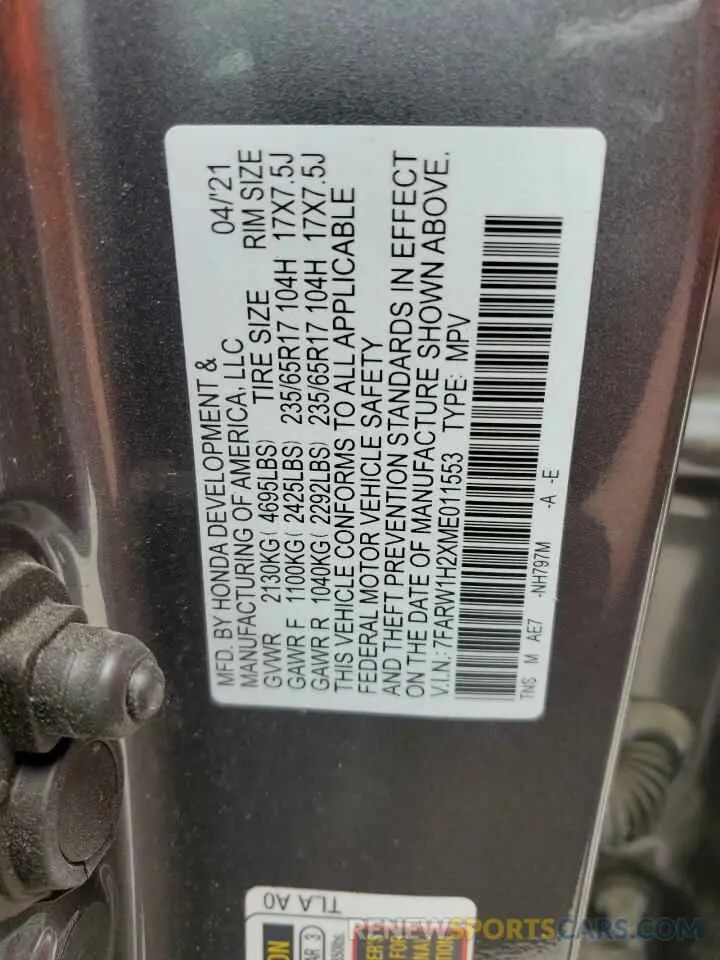 MFD. BY HONDA DEVELOPMENT & 04/'21
MANUFACTURING OF AMERICA, LLC
GVWR 2130KG( 4695LBS) TIRE SIZE RIM SIZE
GAWR F 1100KG( 2425LBS) 235/65R17 104H 17X7.5J
GAWR R 1040KG( 2292LBS) 235/65R17 104H 17X7.5J
THIS VEHICLE CONFORMS TO ALL APPLICABLE
FEDERAL MOTOR VEHICLE SAFETY
AND THEFT PREVENTION STANDARDS IN EFFECT
ON THE DATE OF MANUFACTURE SHOWN ABOVE.
V.I.N.: 7FARW1H2XME011553 TYPE: MPV
TNS M AE7 -NH797M -A -E
TLA A0
RENEWSPORTSCARS.COM